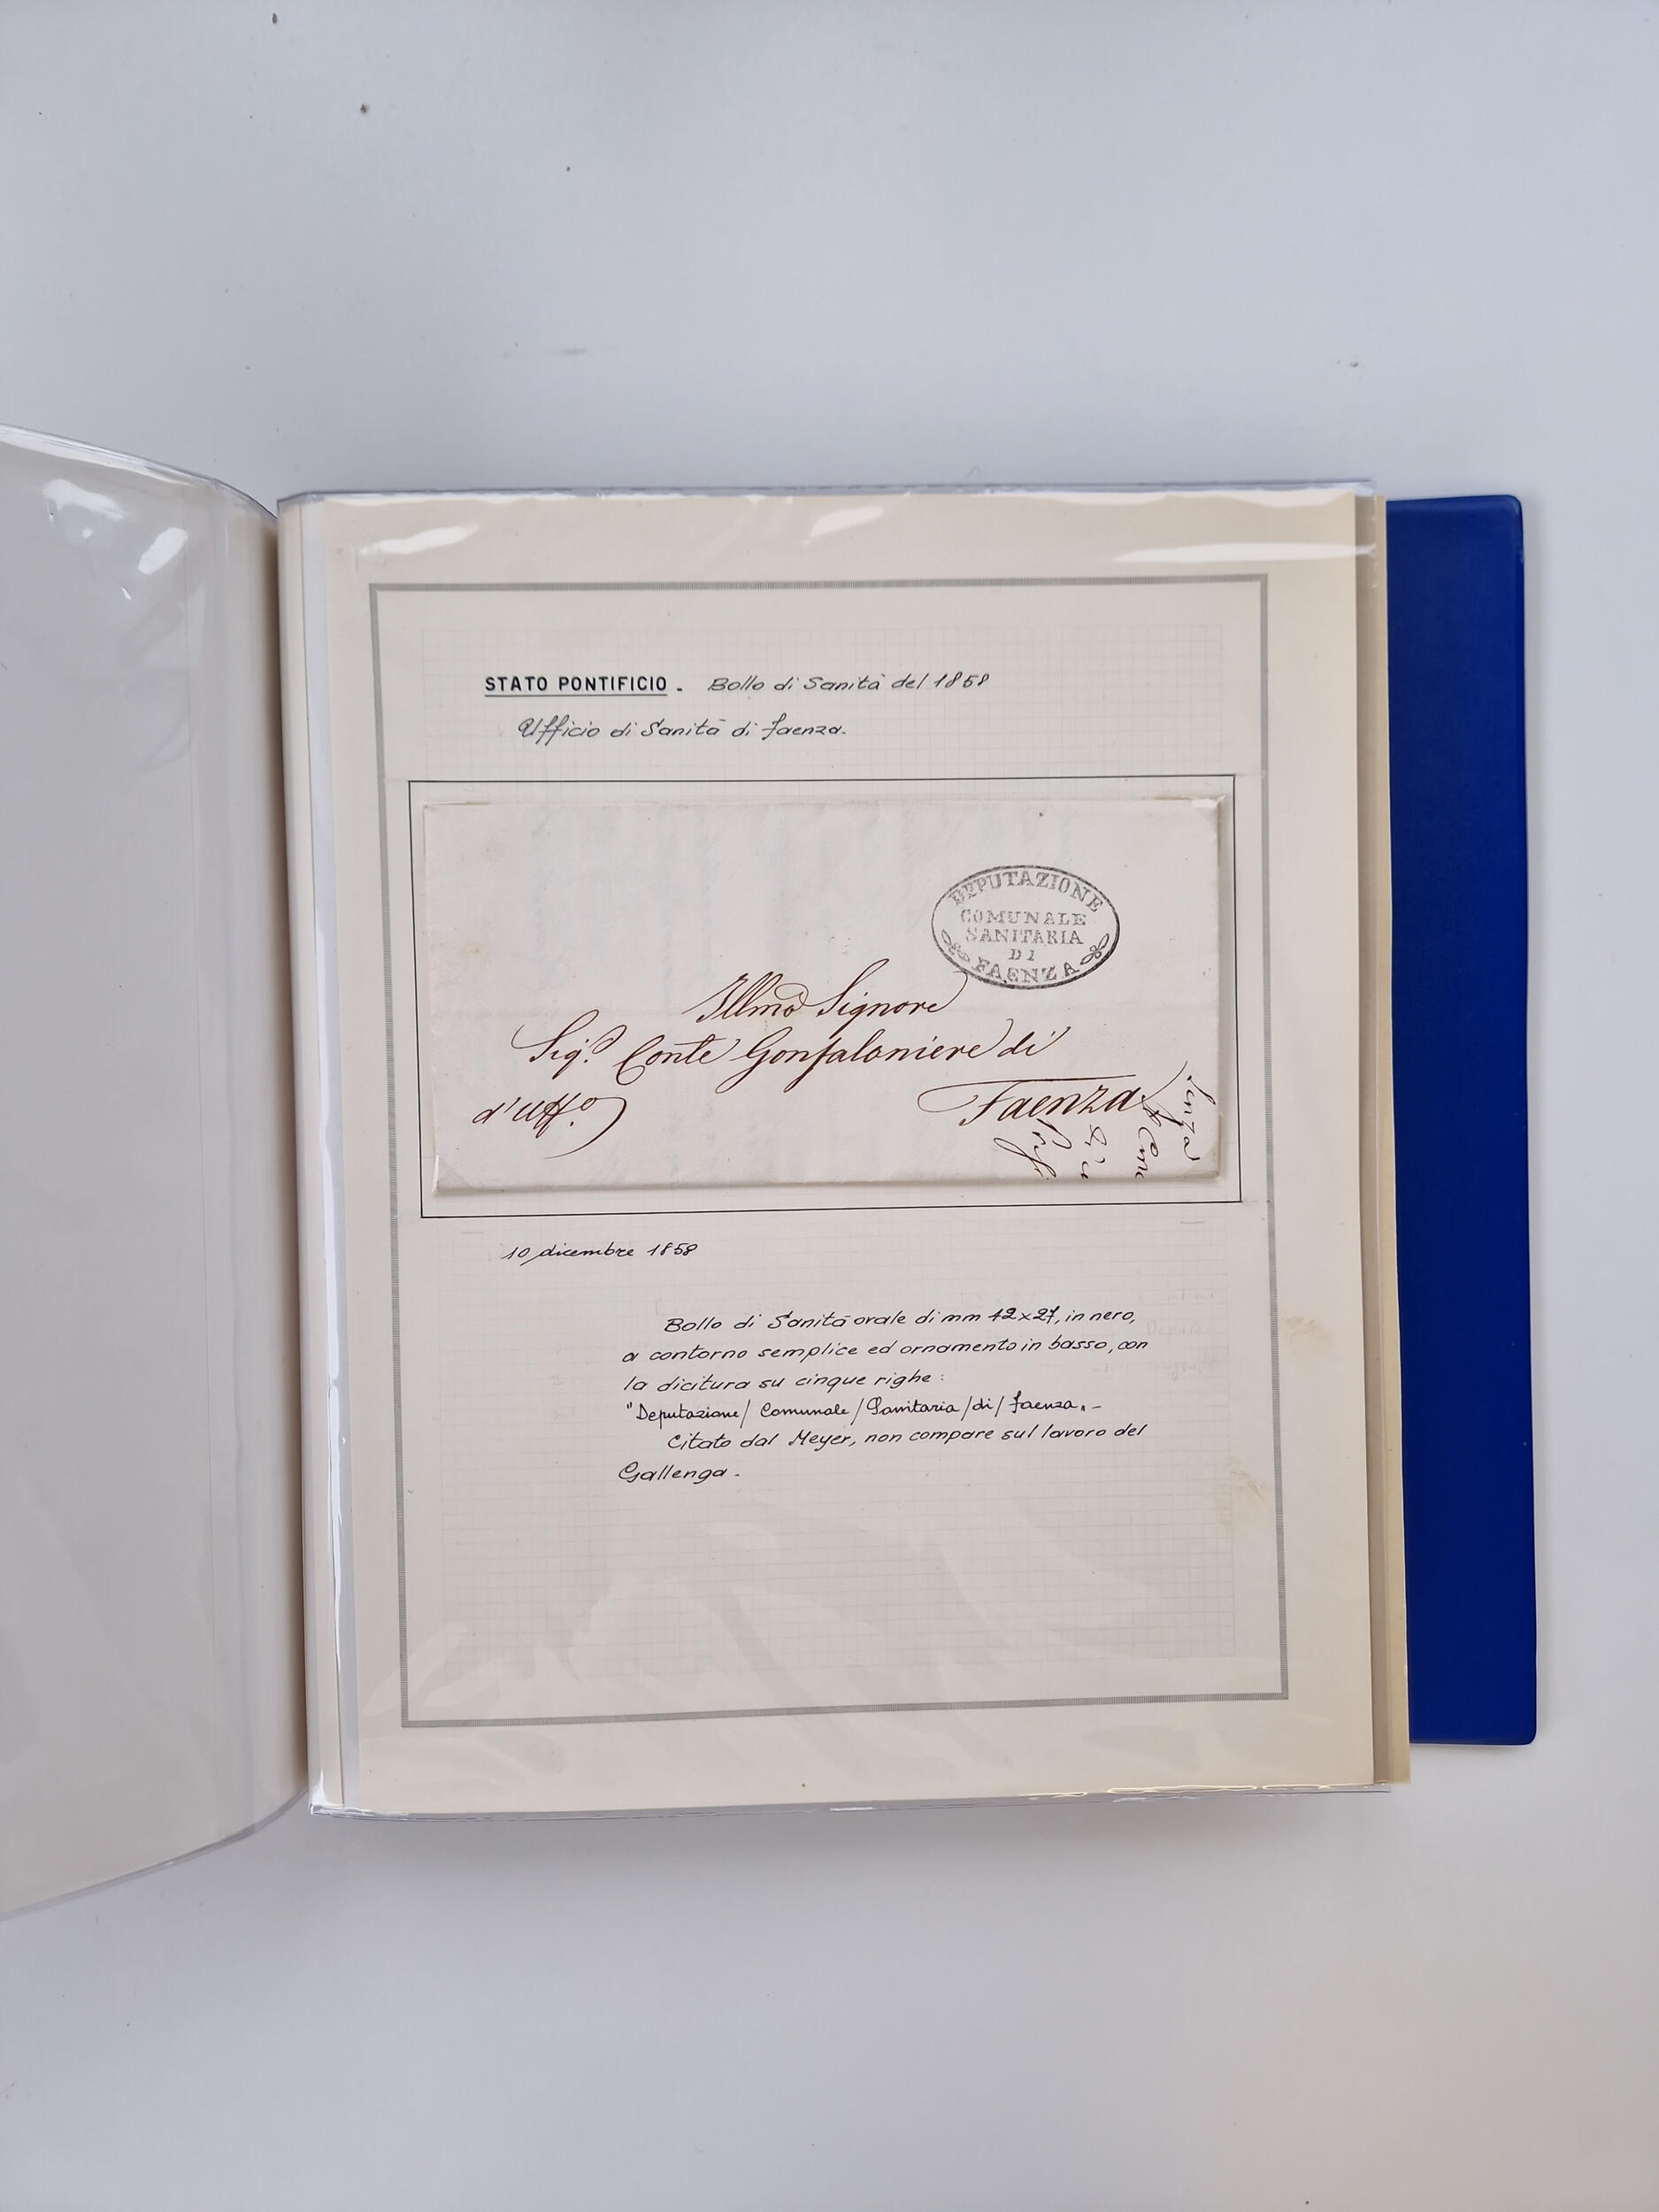 STATO PONTIFICIO - Bollo di Sanità del 1858
Ufficio di Sanità di Faenza.
DEPUTAZIONE
COMUNALE
SANITARIA
DI
FAENZA
Illmo Signore
Sigr Conte Gonfaloniere di
Faenza
d'Uffo
10 dicembre 1858
Bollo di Sanità ovale di mm 42x27, in nero,
a contorno semplice ed ornamento in basso, con
la dicitura su cinque righe:
"Deputazione/ Comunale/ Sanitaria/di/ Faenza".-
Citato dal Meyer, non compare sul lavoro del
Gallenga.